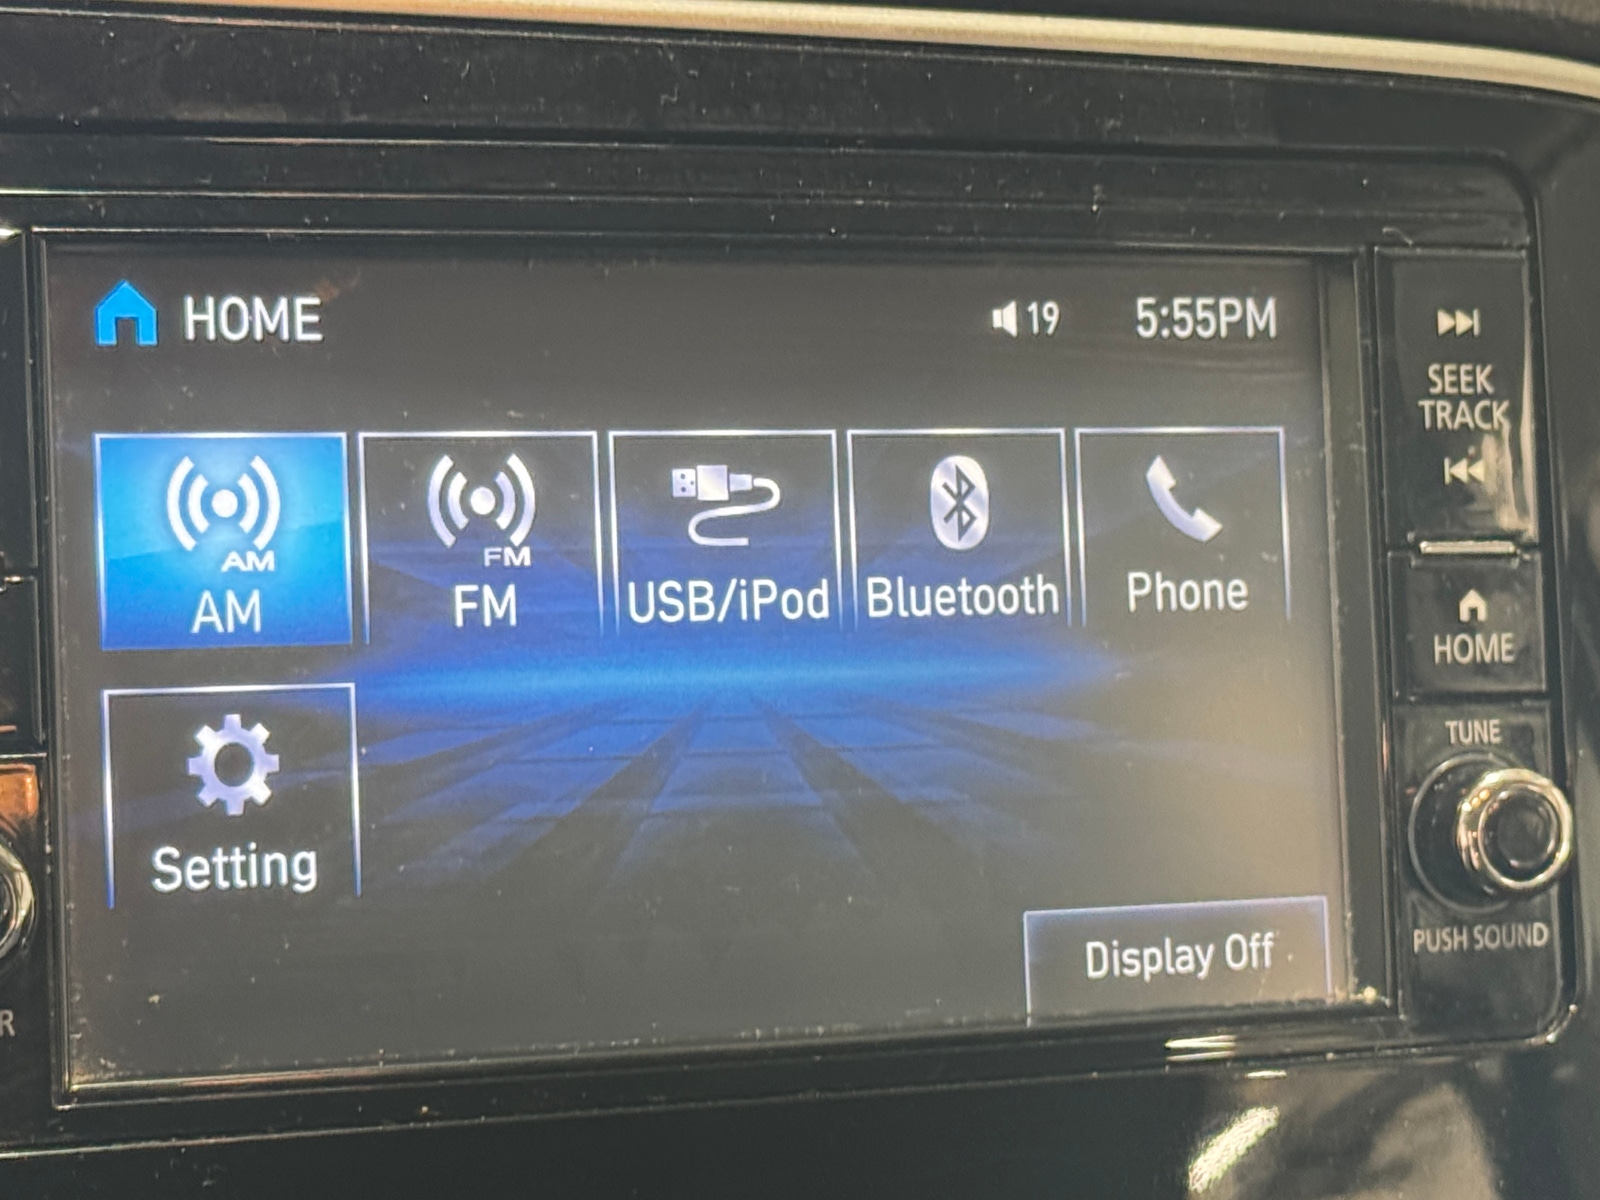 HOME
19
5:55PM
SEEK
TRACK
AM
AM
FM
FM
USB/iPod
Bluetooth
Phone
HOME
Setting
TUNE
Display Off
PUSH SOUND
R